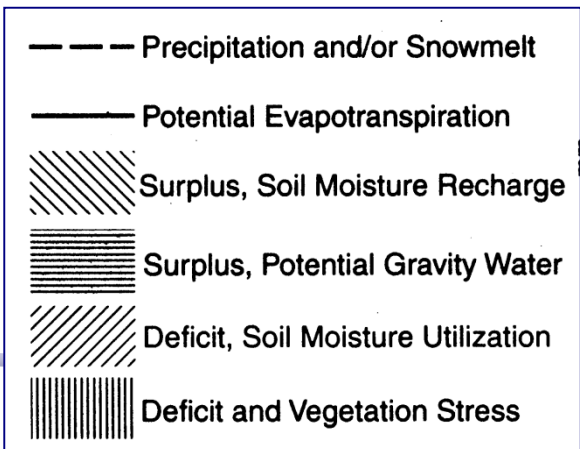 Precipitation and/or Snowmelt
Potential Evapotranspiration
Surplus, Soil Moisture Recharge
Surplus, Potential Gravity Water
Deficit, Soil Moisture Utilization
Deficit and Vegetation Stress